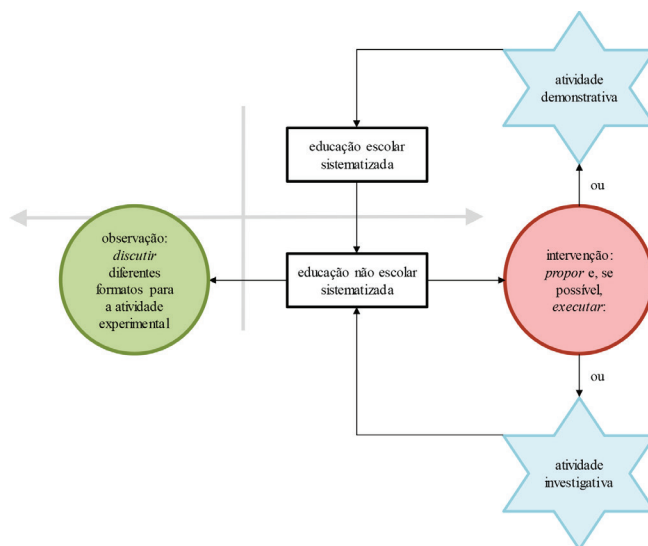 atividade
demonstrativa
educação escolar
sistematizada
ou
observação:
discutir
diferentes
formatos para
a atividade
experimental
educação não escolar
sistematizada
intervenção:
propor e, se
possível,
executar:
ou
atividade
investigativa